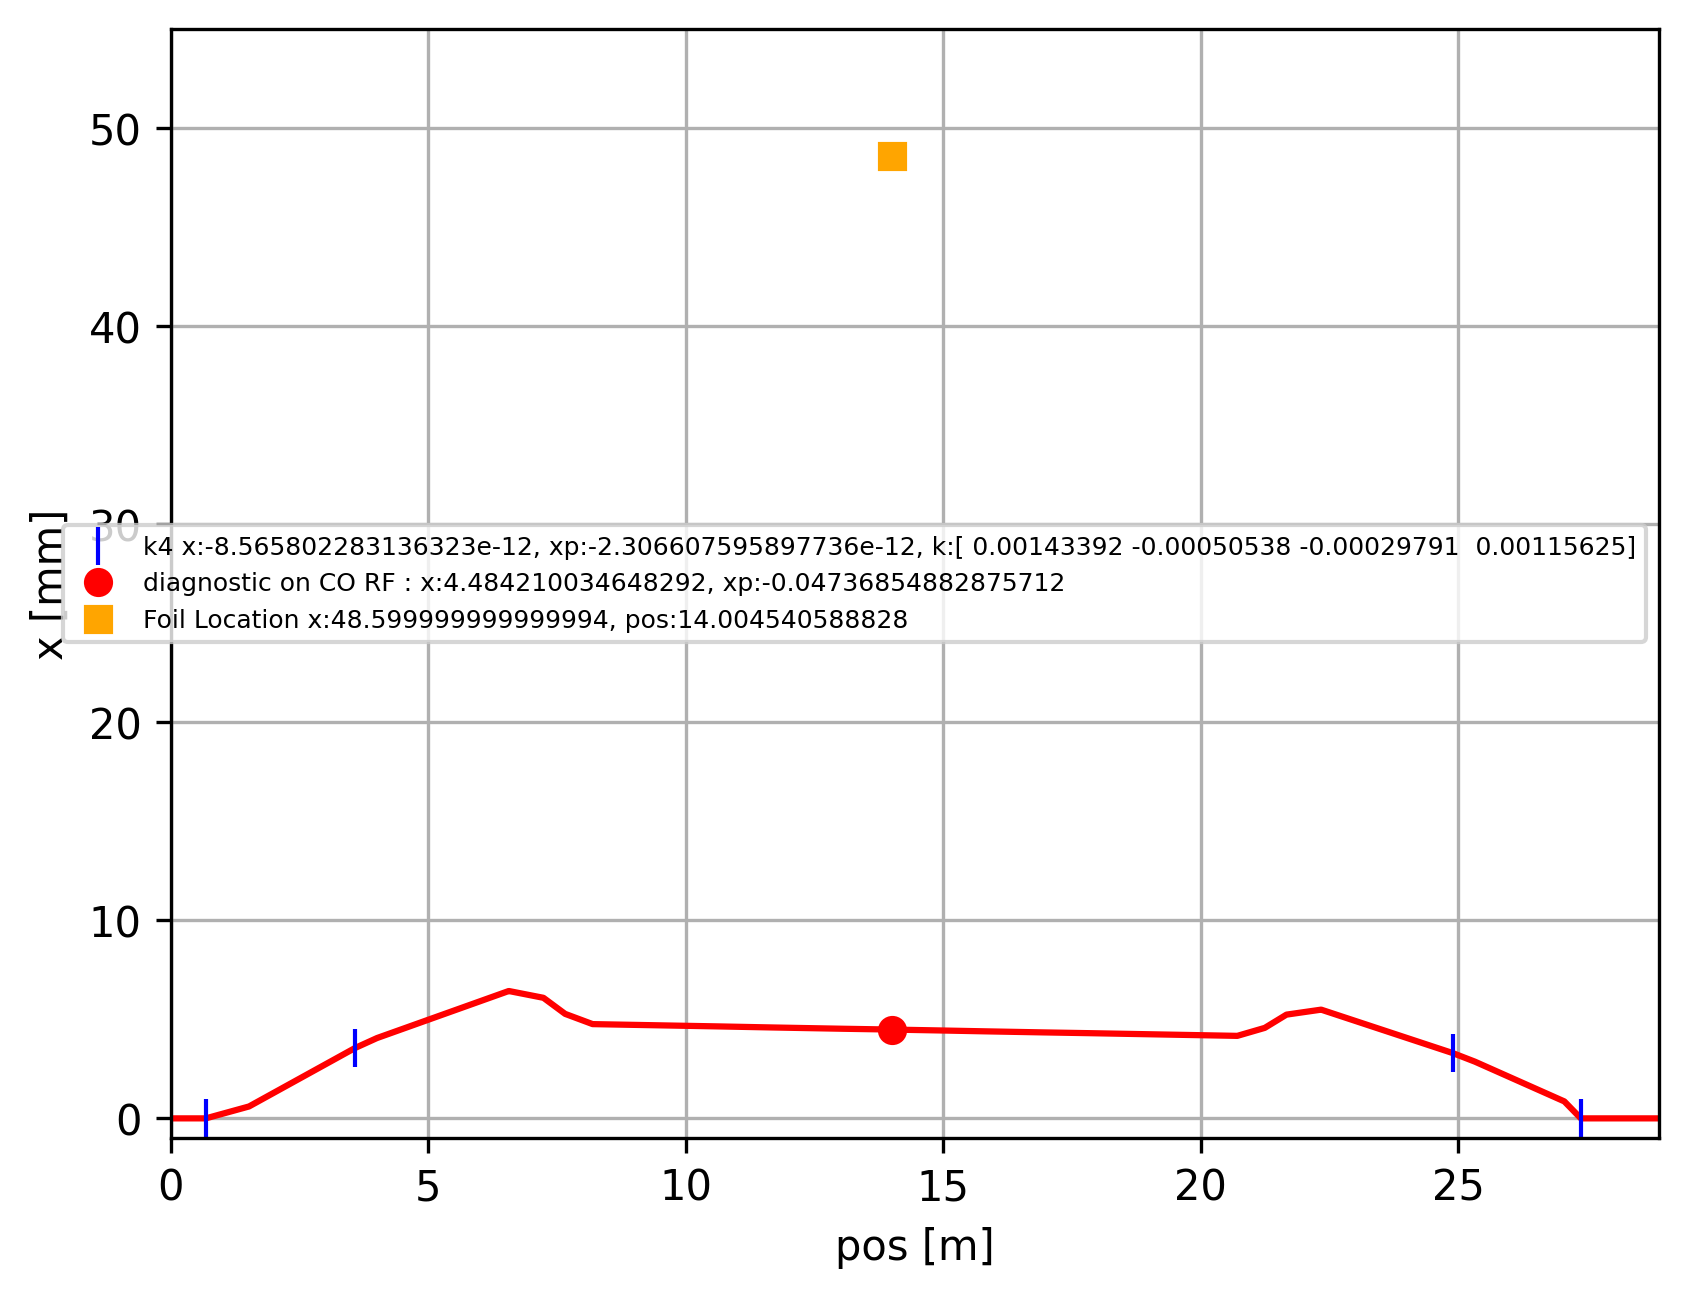 50
40
30
20
10
0
x [mm]
k4 x:-8.565802283136323e-12, xp:-2.306607595897736e-12, k:[ 0.00143392 -0.00050538 -0.00029791  0.00115625]
diagnostic on CO RF : x:4.484210034648292, xp:-0.04736854882875712
Foil Location x:48.599999999999994, pos:14.004540588828
0 5 10 15 20 25
pos [m]